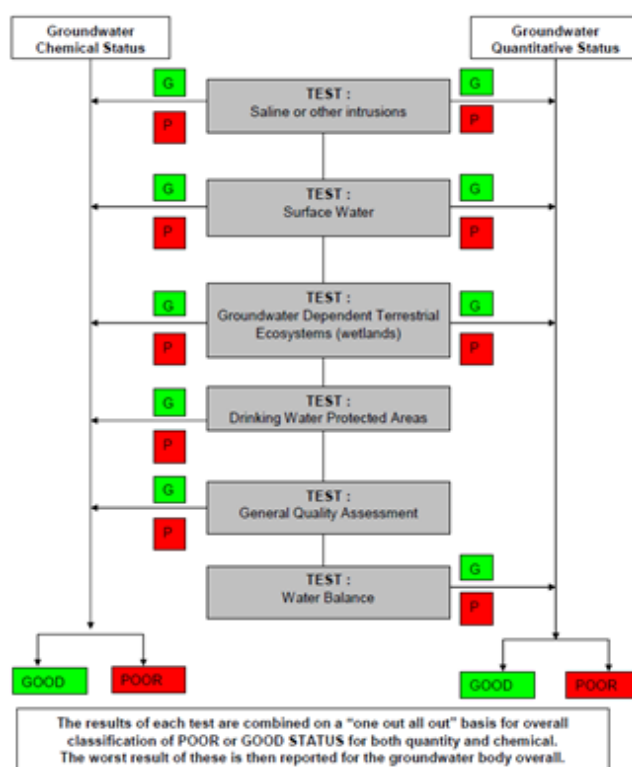 Groundwater
Chemical Status
Groundwater
Quantitative Status
G
P
TEST :
Saline or other intrusions
G
P
G
P
TEST :
Surface Water
G
P
G
P
TEST :
Groundwater Dependent Terrestrial
Ecosystems (wetlands)
G
P
G
P
TEST :
Drinking Water Protected Areas
G
P
TEST :
General Quality Assessment
TEST :
Water Balance
G
P
GOOD
POOR
GOOD
POOR
The results of each test are combined on a “one out all out” basis for overall
classification of POOR or GOOD STATUS for both quantity and chemical.
The worst result of these is then reported for the groundwater body overall.